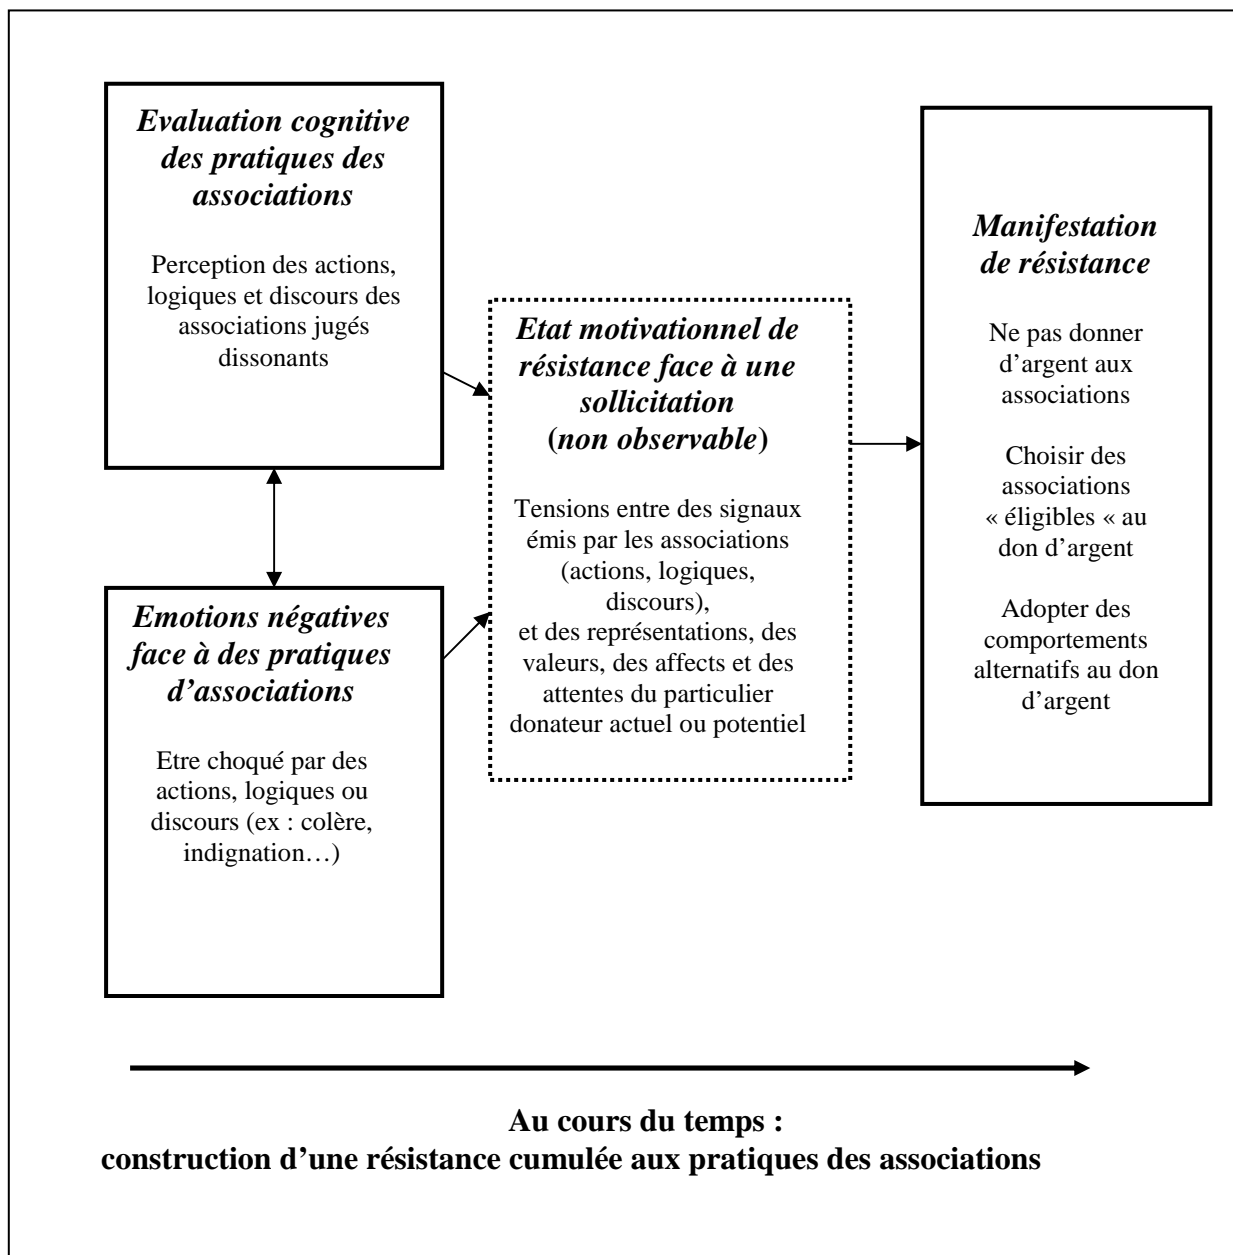 Evaluation cognitive
des pratiques des
associations
Perception des actions,
logiques et discours des
associations jugés
dissonants
Emotions négatives
face à des pratiques
d’associations
Etre choqué par des
actions, logiques ou
discours (ex : colère,
indignation…)
Etat motivationnel de
résistance face à une
sollicitation
(non observable)
Tensions entre des signaux
émis par les associations
(actions, logiques,
discours),
et des représentations, des
valeurs, des affects et des
attentes du particulier
donateur actuel ou potentiel
Manifestation
de résistance
Ne pas donner
d’argent aux
associations
Choisir des
associations
« éligibles « au
don d’argent
Adopter des
comportements
alternatifs au don
d’argent
Au cours du temps :
construction d’une résistance cumulée aux pratiques des associations